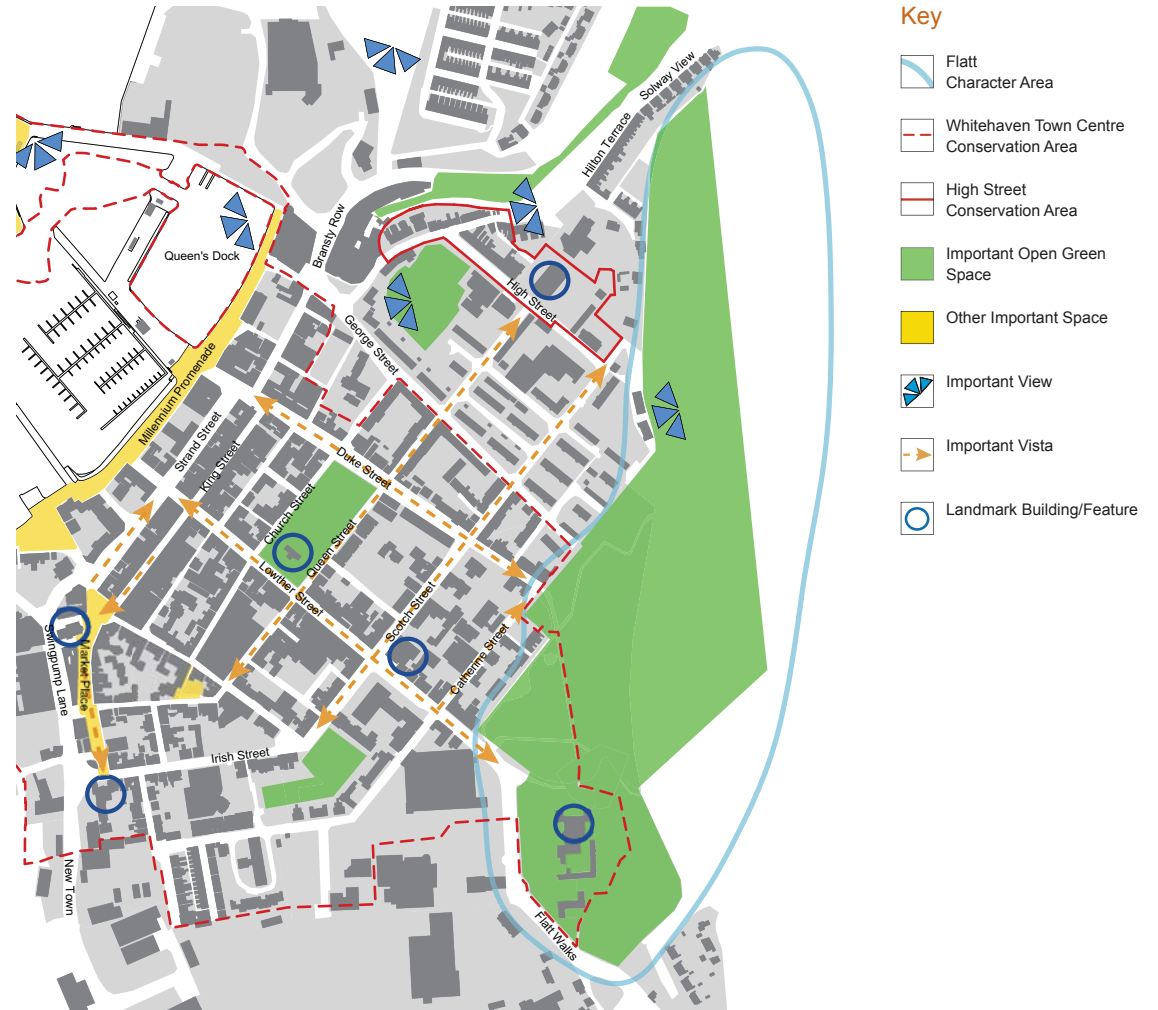 Key
Flatt
Character Area
Whitehaven Town Centre
Conservation Area
High Street
Conservation Area
Important Open Green
Space
Other Important Space
Important View
Important Vista
Landmark Building/Feature
Solway View
Hilton Terrace
Bransty Row
Queen's Dock
High Street
George Street
Millennium Promenade
Strand Street
King Street
Duke Street
Church Street
Queen Street
Lowther Street
Scotch Street
Catherine Street
Swingpump Lane
Market Place
Irish Street
New Town
Flatt Walks